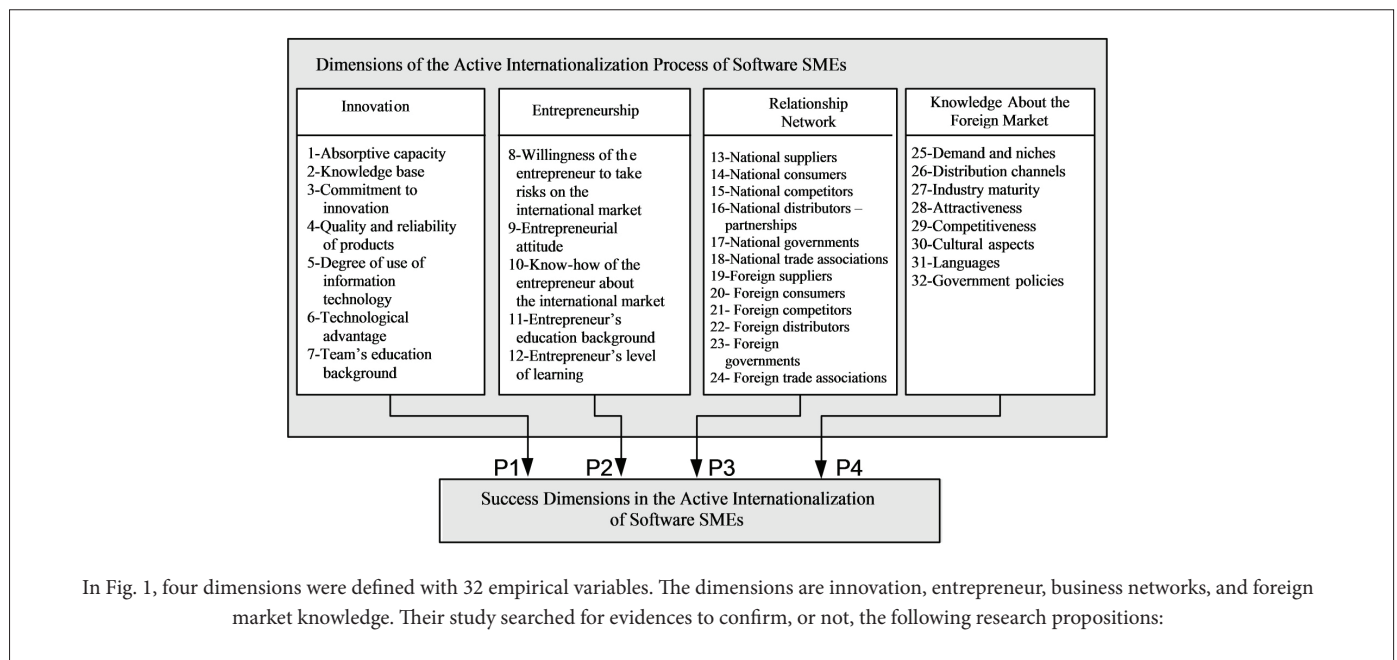 Dimensions of the Active Internationalization Process of Software SMEs
Innovation
1-Absorptive capacity
2-Knowledge base
3-Commitment to
innovation
4-Quality and reliability
of products
5-Degree of use of
information
technology
6-Technological
advantage
7-Team's education
background
Entrepreneurship
8-Willingness of the
entrepreneur to take
risks on the
international market
9-Entrepreneurial
attitude
10-Know-how of the
entrepreneur about
the international market
11-Entrepreneur's
education background
12-Entrepreneur's level
of learning
Relationship
Network
13-National suppliers
14-National consumers
15-National competitors
16-National distributors –
partnerships
17-National governments
18-National trade associations
19-Foreign suppliers
20- Foreign consumers
21- Foreign competitors
22- Foreign distributors
23- Foreign
governments
24- Foreign trade associations
Knowledge About the
Foreign Market
25-Demand and niches
26-Distribution channels
27-Industry maturity
28-Attractiveness
29-Competitiveness
30-Cultural aspects
31-Languages
32-Government policies
P1 P2 P3 P4
Success Dimensions in the Active Internationalization
of Software SMEs
In Fig. 1, four dimensions were defined with 32 empirical variables. The dimensions are innovation, entrepreneur, business networks, and foreign
market knowledge. Their study searched for evidences to confirm, or not, the following research propositions: